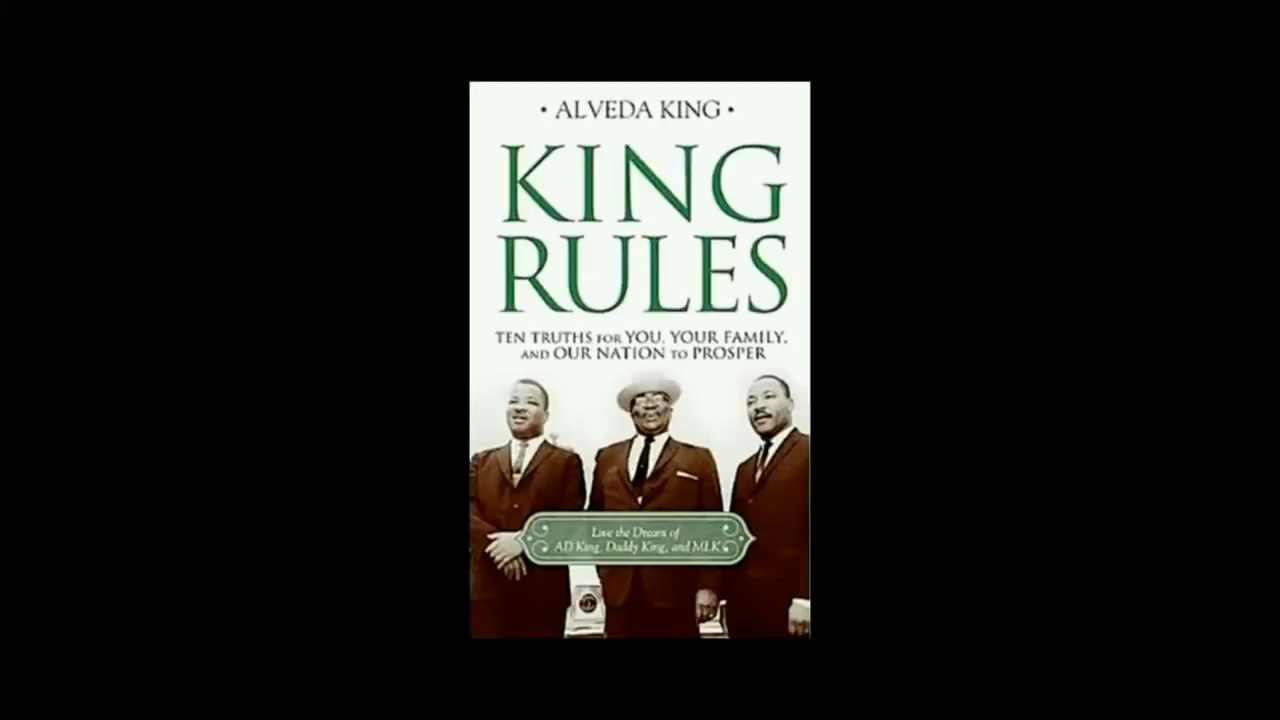 • ALVEDA KING •
KING
RULES
TEN TRUTHS FOR YOU, YOUR FAMILY,
AND OUR NATION TO PROSPER
Live the Dream of
AD King, Daddy King, and MLK